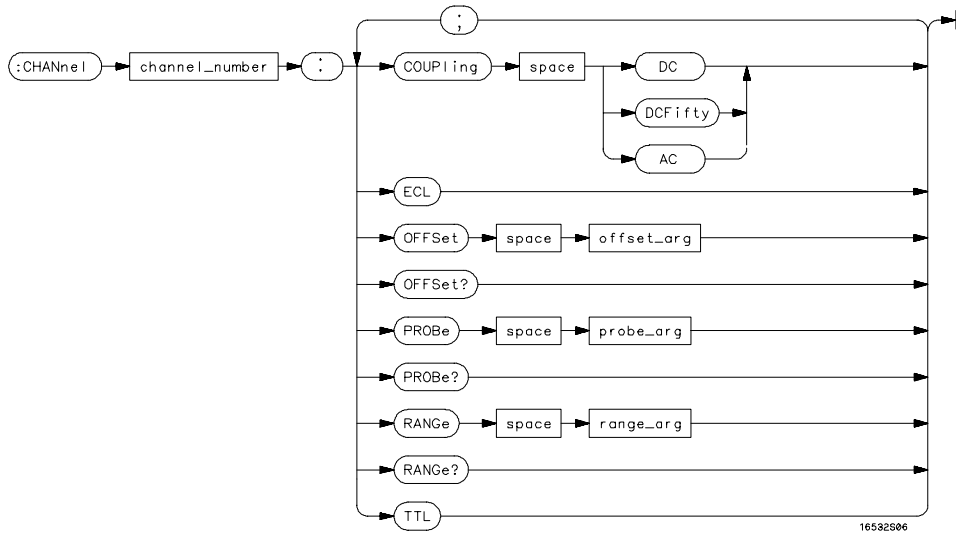 ;
:CHANnel channel_number : COUPling space DC
DCFifty
AC
ECL
OFFSet space offset_arg
OFFSet?
PROBe space probe_arg
PROBe?
RANGe space range_arg
RANGe?
TTL
16532S06